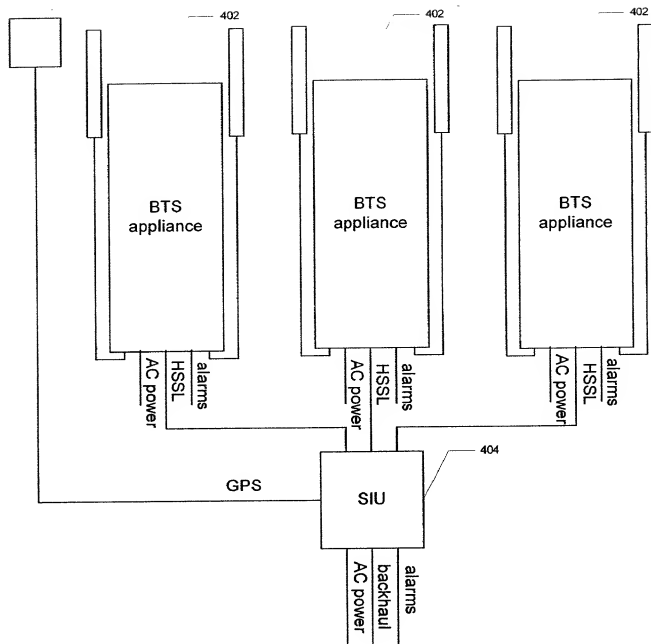 402
402
402
BTS
appliance
BTS
appliance
BTS
appliance
AC power
HSSL
alarms
AC power
HSSL
alarms
AC power
HSSL
alarms
404
GPS
SIU
AC power
backhaul
alarms